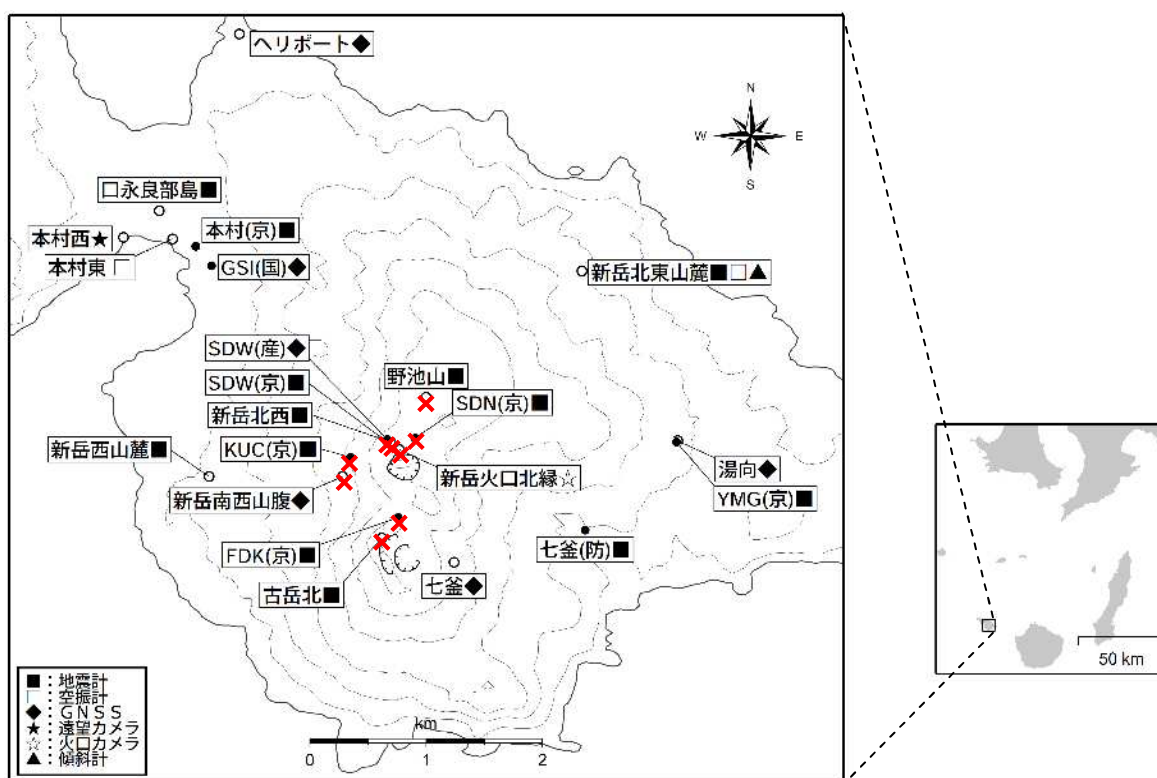 ヘリポート◆
N
W E
S
口永良部島■
本村(京)■
本村西★
本村東□
GSI(国)◆
新岳北東山麓■□▲
SDW(産)◆
SDW(京)■
野池山■
新岳北西■
SDN(京)■
新岳西山麓■
KUC(京)■
新岳火口北縁☆
湯向◆
新岳南西山腹◆
YMG(京)■
FDK(京)■
七釜(防)■
古岳北■
七釜◆
■：地震計
□：空振計
◆：GNSS
★：遠望カメラ
☆：火口カメラ
▲：傾斜計
km
0 1 2
50 km